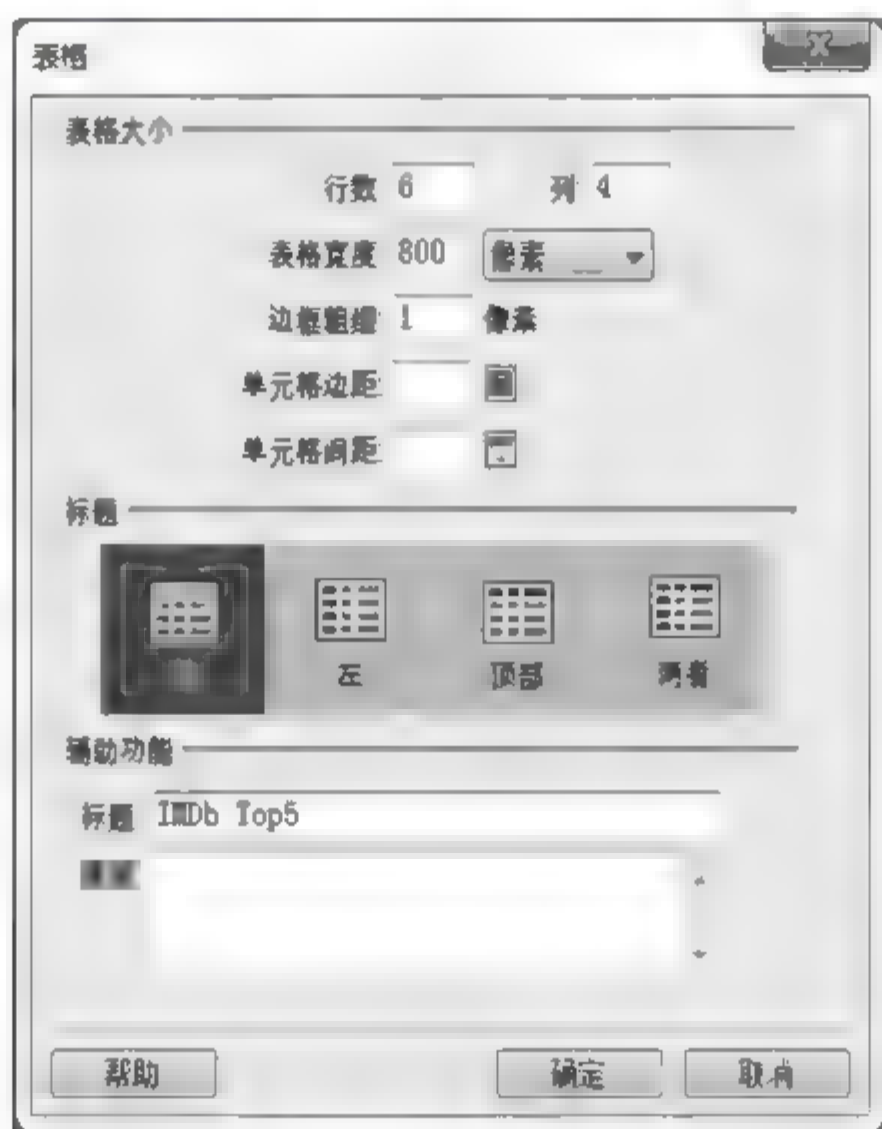 表格
表格大小
行数 6 列 4
表格宽度 800 像素
边框粗细 1 像素
单元格边距
单元格间距
标题
左 顶部 两者
辅助功能
标题 IMDb Top5
帮助 确定 取消